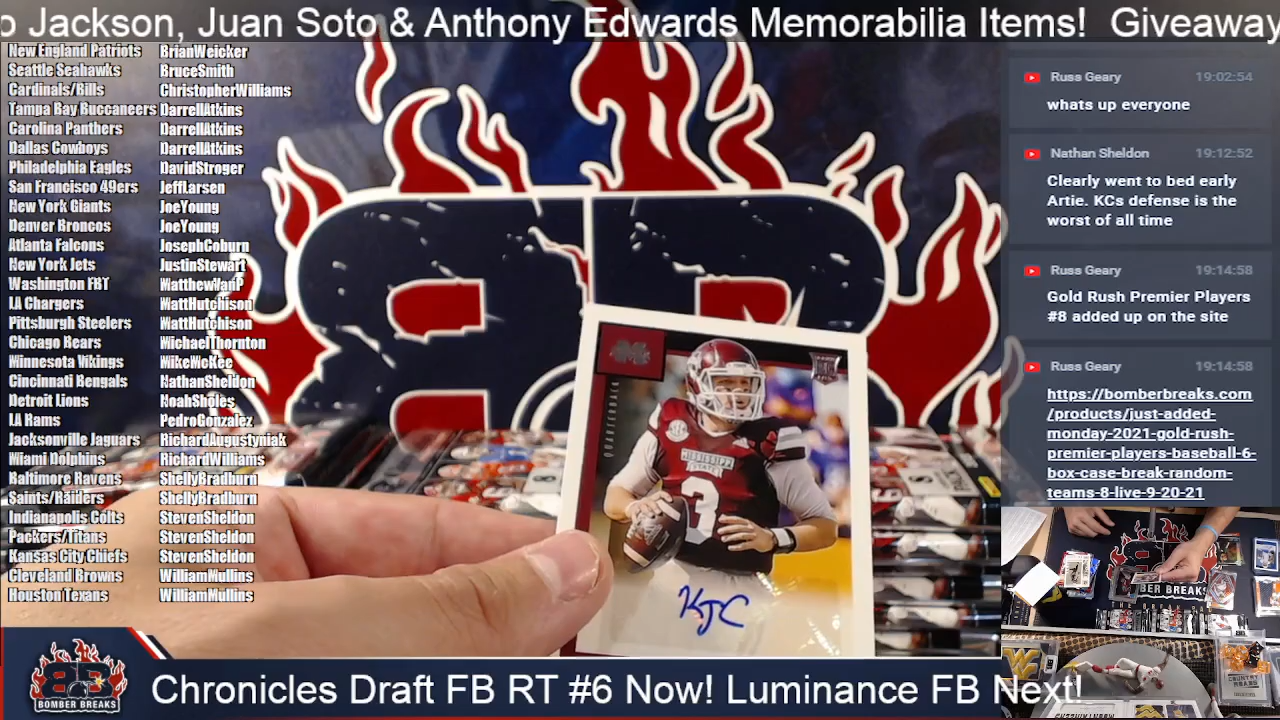 o Jackson, Juan Soto & Anthony Edwards Memorabilia Items!  Giveaway
New England Patriots BrianWeicker
Seattle Seahawks BruceSmith
Cardinals/Bills ChristopherWilliams
Tampa Bay Buccaneers DarrellAtkins
Carolina Panthers DarrellAtkins
Dallas Cowboys DarrellAtkins
Philadelphia Eagles DavidStroger
San Francisco 49ers JeffLarsen
New York Giants JoeYoung
Denver Broncos JoeYoung
Atlanta Falcons JosephCoburn
New York Jets JustinStewart
Washington FBT MatthewVanP
LA Chargers MattHutchison
Pittsburgh Steelers MattHutchison
Chicago Bears MichaelThornton
Minnesota Vikings MikeMcKee
Cincinnati Bengals NathanSheldon
Detroit Lions NoahSholes
LA Rams PedroGonzalez
Jacksonville Jaguars RichardAugustyniak
Miami Dolphins RichardWilliams
Baltimore Ravens ShellyBradburn
Saints/Raiders ShellyBradburn
Indianapolis Colts StevenSheldon
Packers/Titans StevenSheldon
Kansas City Chiefs StevenSheldon
Cleveland Browns WilliamMullins
Houston Texans WilliamMullins
QUARTERBACK
MISSISSIPPI
STATE
3
KJC
Russ Geary 19:02:54
whats up everyone
Nathan Sheldon 19:12:52
Clearly went to bed early
Artie. KCs defense is the
worst of all time
Russ Geary 19:14:58
Gold Rush Premier Players
#8 added up on the site
Russ Geary 19:14:58
https://bomberbreaks.com
/products/just-added-
monday-2021-gold-rush-
premier-players-baseball-6-
box-case-break-random-
teams-8-live-9-20-21
BER BREAKS
BOMBER BREAKS
Chronicles Draft FB RT #6 Now! Luminance FB Next!